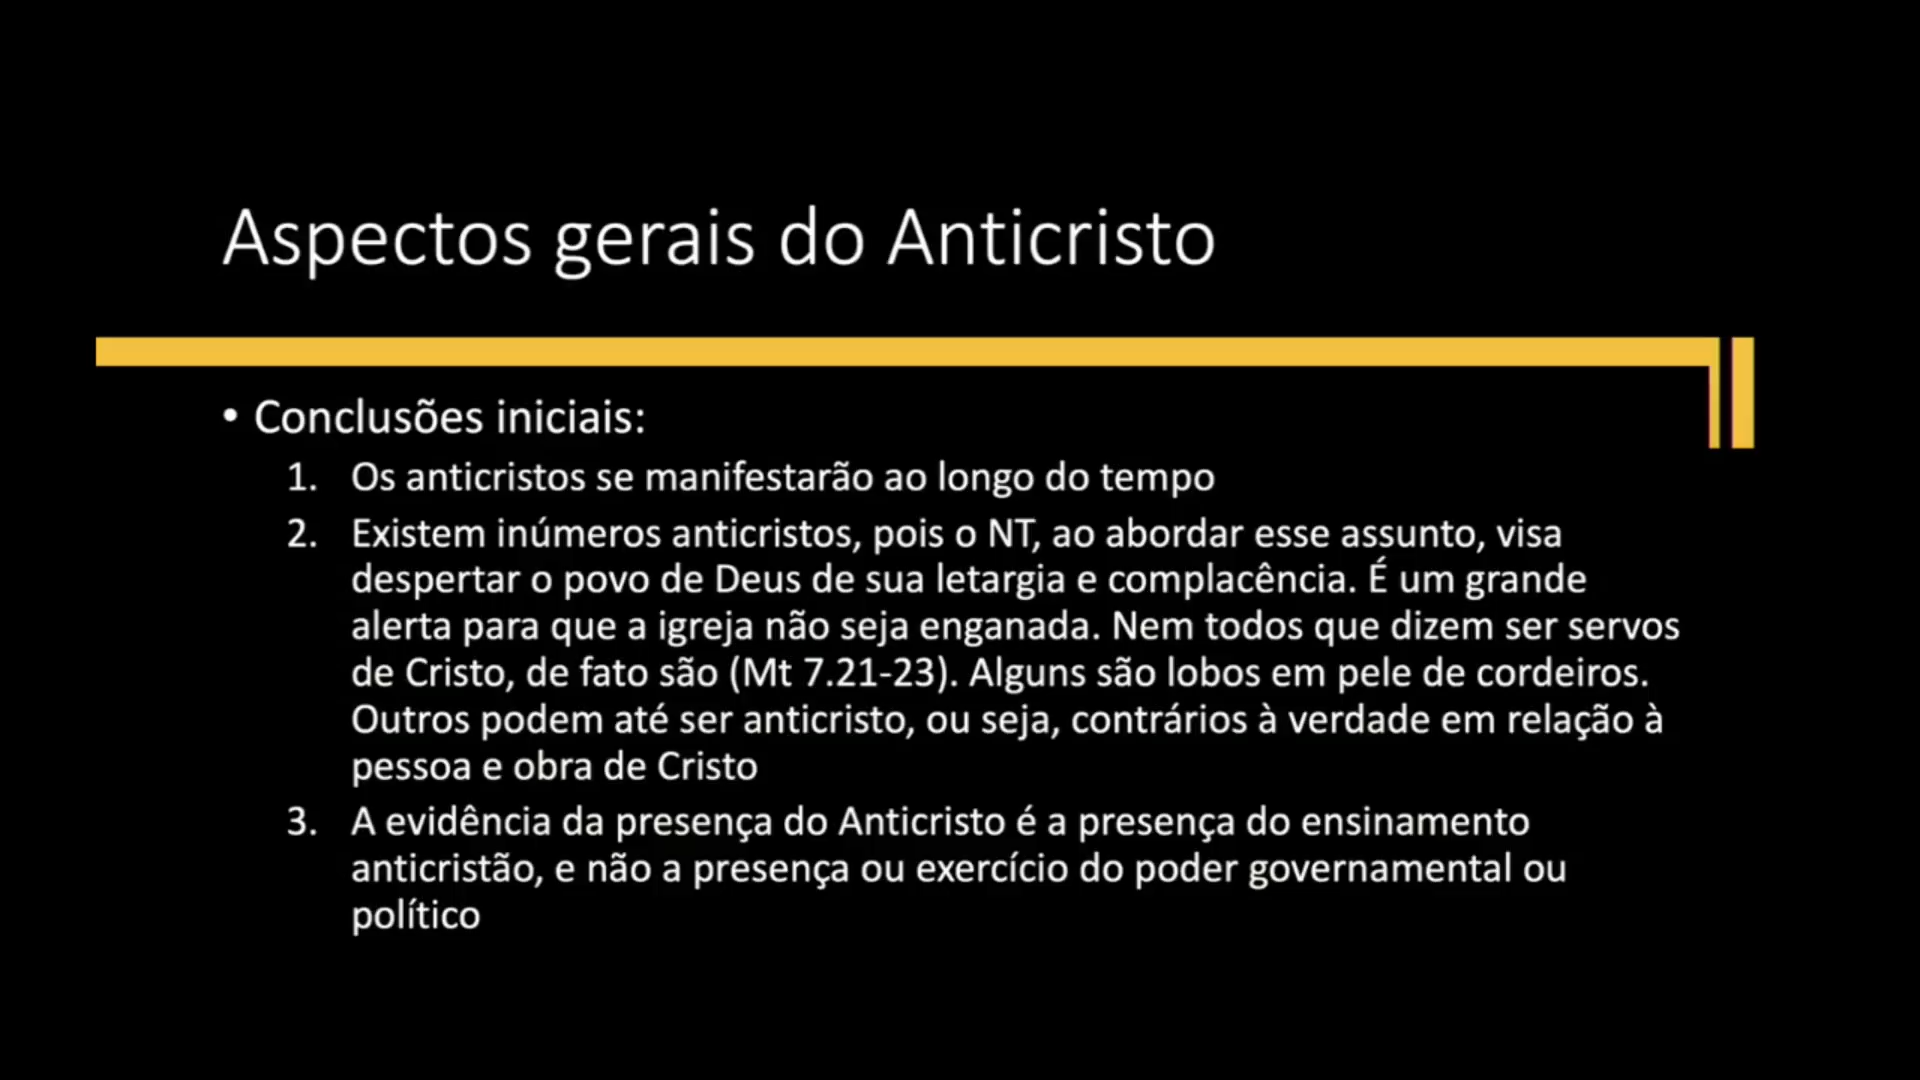 Aspectos gerais do Anticristo
• Conclusões iniciais:
1. Os anticristos se manifestarão ao longo do tempo
2. Existem inúmeros anticristos, pois o NT, ao abordar esse assunto, visa
despertar o povo de Deus de sua letargia e complacência. É um grande
alerta para que a igreja não seja enganada. Nem todos que dizem ser servos
de Cristo, de fato são (Mt 7.21-23). Alguns são lobos em pele de cordeiros.
Outros podem até ser anticristo, ou seja, contrários à verdade em relação à
pessoa e obra de Cristo
3. A evidência da presença do Anticristo é a presença do ensinamento
anticristão, e não a presença ou exercício do poder governamental ou
político